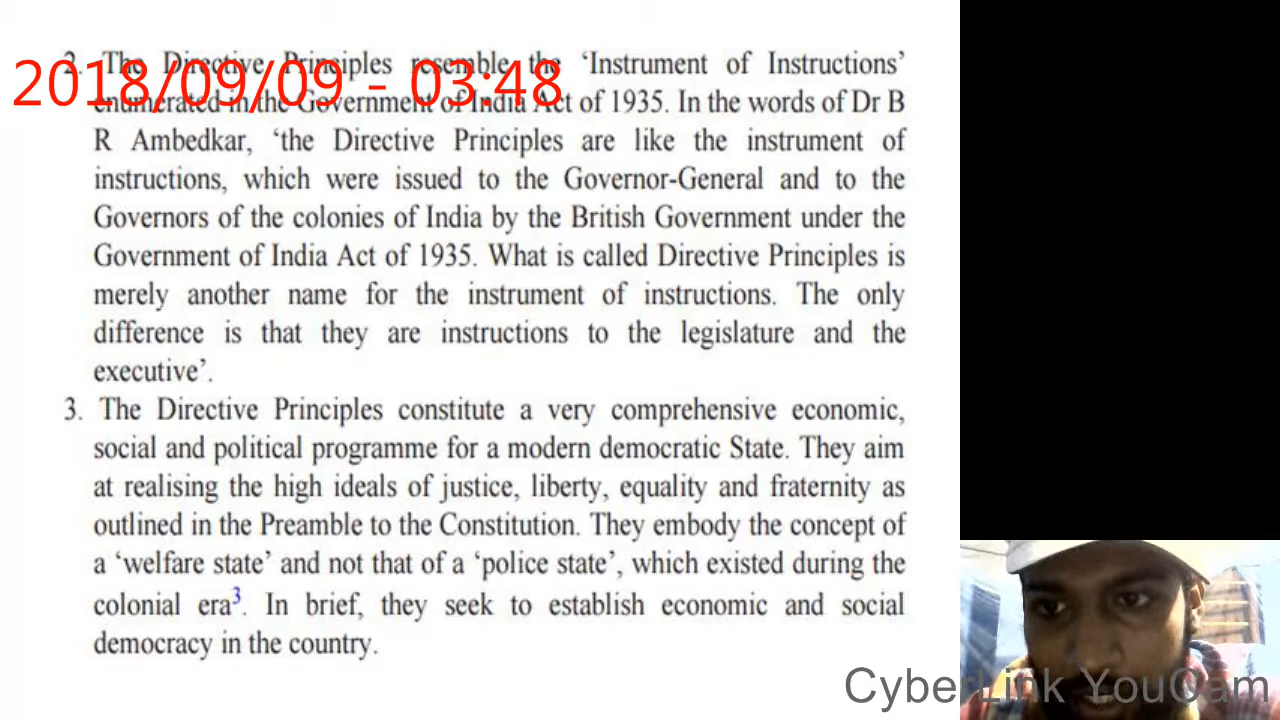 2018/09/09 - 03:48
2. The Directive Principles resemble the ‘Instrument of Instructions’
enumerated in the Government of India Act of 1935. In the words of Dr B
R Ambedkar, ‘the Directive Principles are like the instrument of
instructions, which were issued to the Governor-General and to the
Governors of the colonies of India by the British Government under the
Government of India Act of 1935. What is called Directive Principles is
merely another name for the instrument of instructions. The only
difference is that they are instructions to the legislature and the
executive’.
3. The Directive Principles constitute a very comprehensive economic,
social and political programme for a modern democratic State. They aim
at realising the high ideals of justice, liberty, equality and fraternity as
outlined in the Preamble to the Constitution. They embody the concept of
a ‘welfare state’ and not that of a ‘police state’, which existed during the
colonial era3. In brief, they seek to establish economic and social
democracy in the country.
CyberLink YouCam